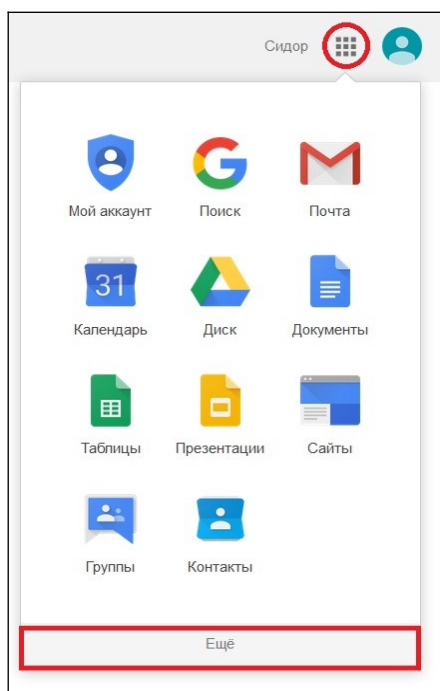 Сидор
Мой аккаунт Поиск Почта
31
Календарь Диск Документы
Таблицы Презентации Сайты
Группы Контакты
Ещё